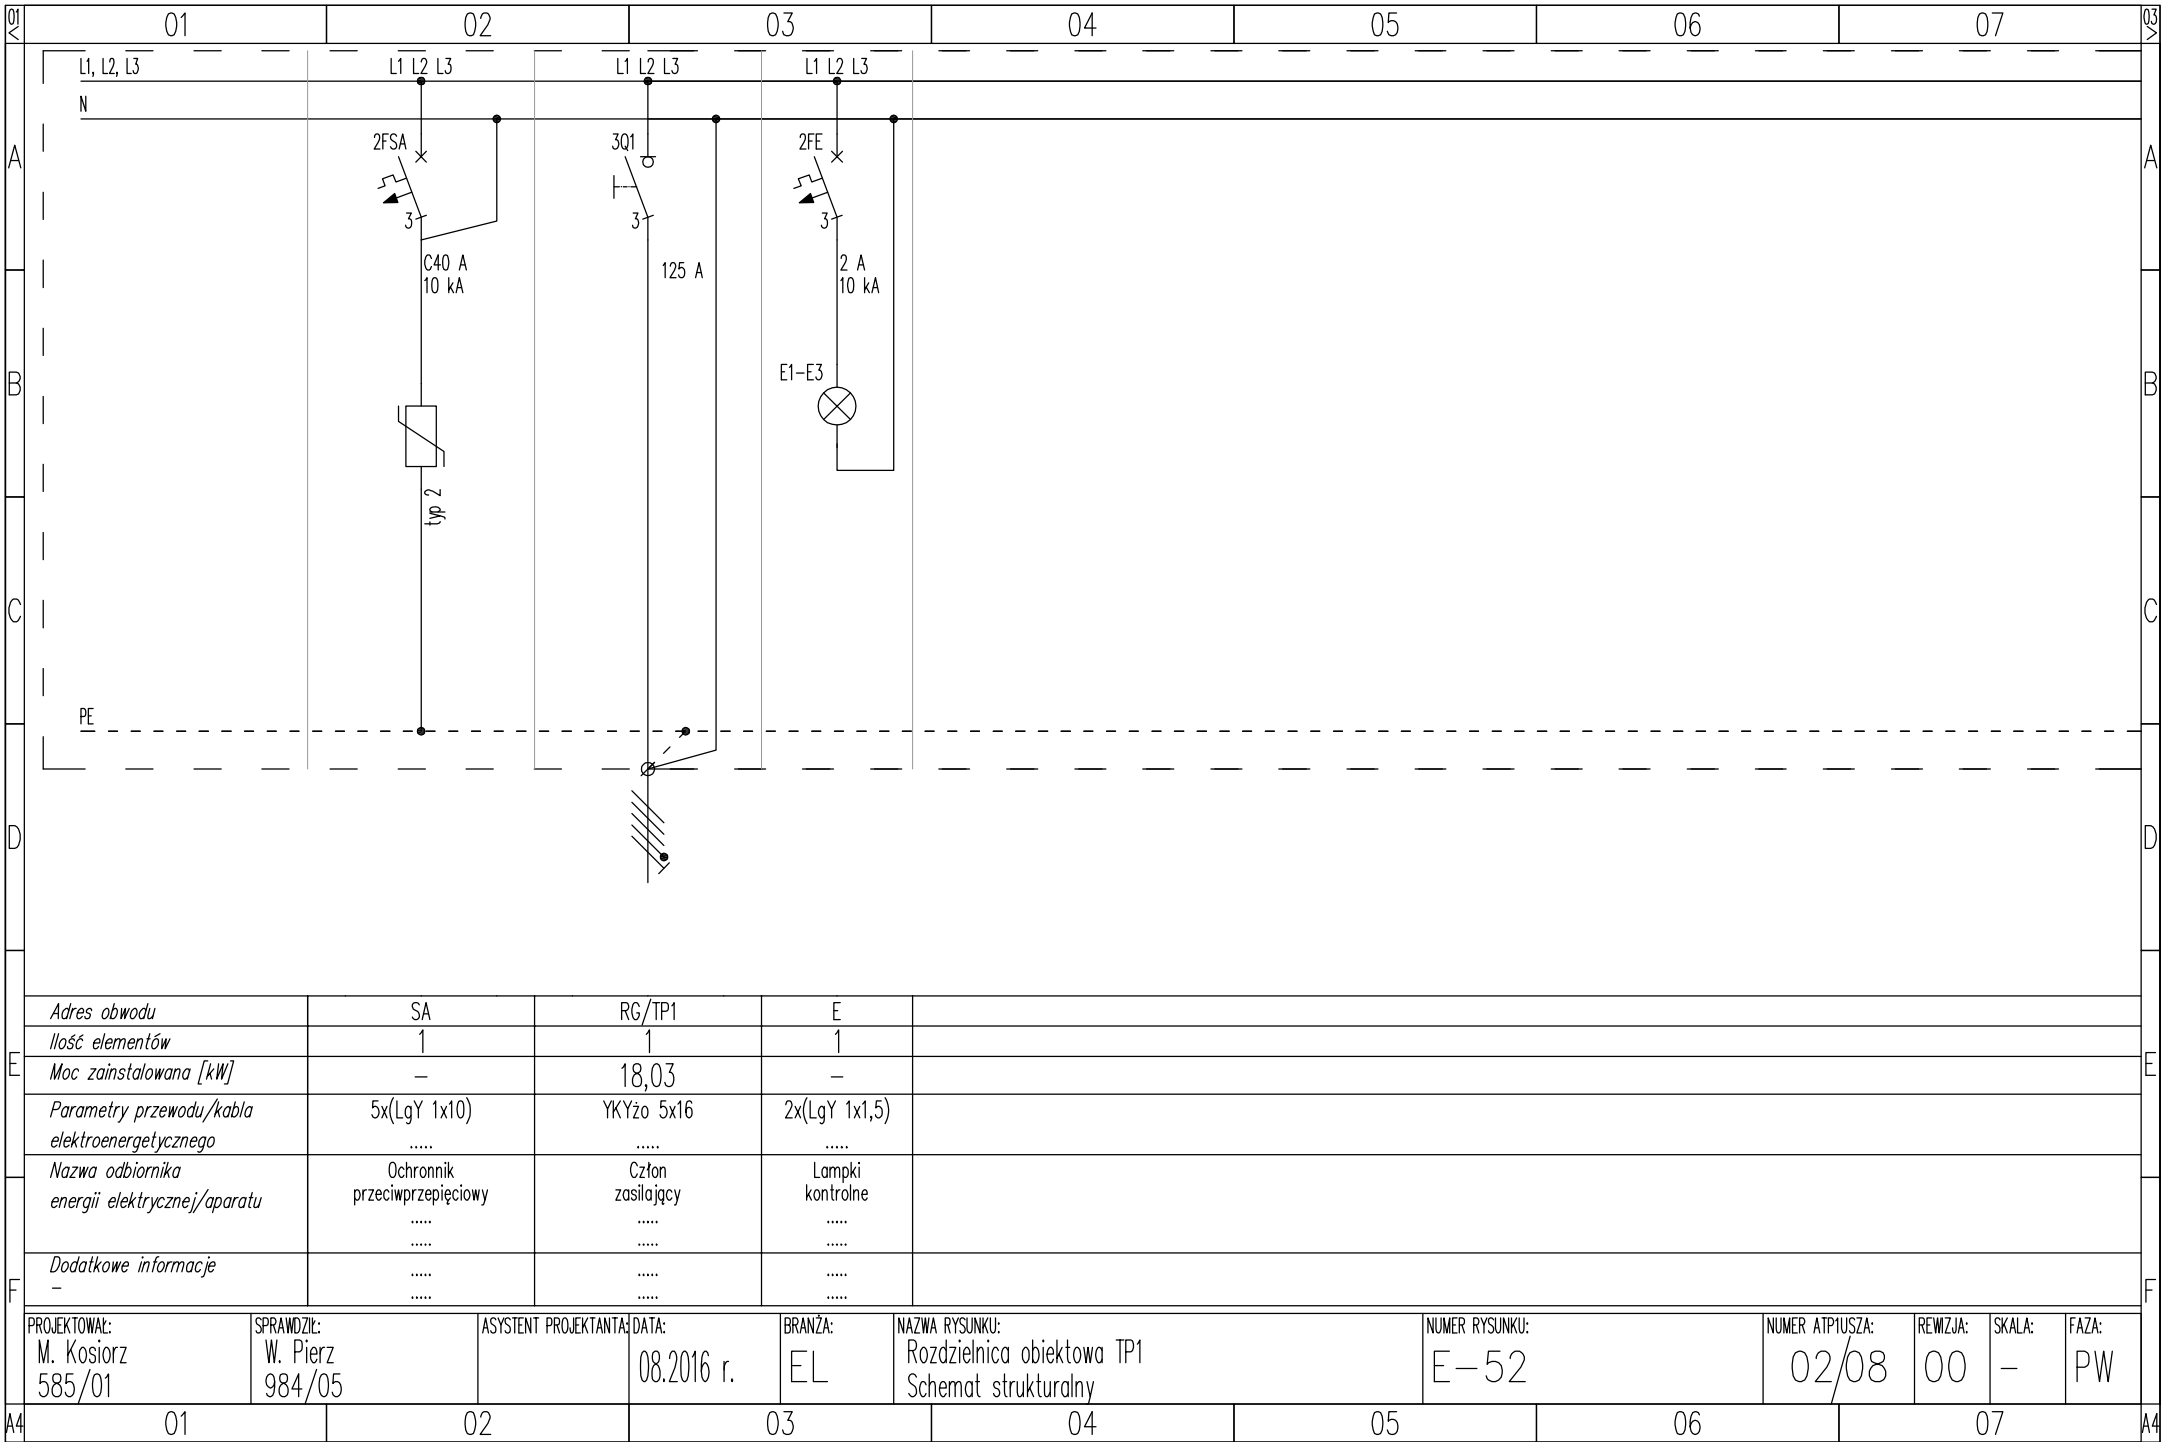 01
<
01
02
03
04
05
06
07
03
>
L1, L2, L3
L1 L2 L3
L1 L2 L3
L1 L2 L3
N
A
2FSA
3Q1
2FE
A
3
3
3
C40 A
10 kA
125 A
2 A
10 kA
B
E1-E3
B
typ 2
C
C
PE
D
D
Adres obwodu
SA
RG/TP1
E
Ilość elementów
1
1
1
E
E
Moc zainstalowana [kW]
–
18,03
–
Parametry przewodu/kabla
elektroenergetycznego
5x(LgY 1x10)
.....
YKYżo 5x16
.....
2x(LgY 1x1,5)
.....
Nazwa odbiornika
energii elektrycznej/aparatu
Ochronnik
przeciwprzepięciowy
.....
.....
Człon
zasilający
.....
.....
Lampki
kontrolne
.....
.....
Dodatkowe informacje
–
.....
.....
.....
.....
.....
.....
F
F
PROJEKTOWAŁ:
M. Kosiorz
585/01
SPRAWDZIŁ:
W. Pierz
984/05
ASYSTENT PROJEKTANTA:
DATA:
08.2016 r.
BRANŻA:
EL
NAZWA RYSUNKU:
Rozdzielnica obiektowa TP1
Schemat strukturalny
NUMER RYSUNKU:
E-52
NUMER ATP1USZA:
02/08
REWIZJA:
00
SKALA:
–
FAZA:
PW
A4
01
02
03
04
05
06
07
A4